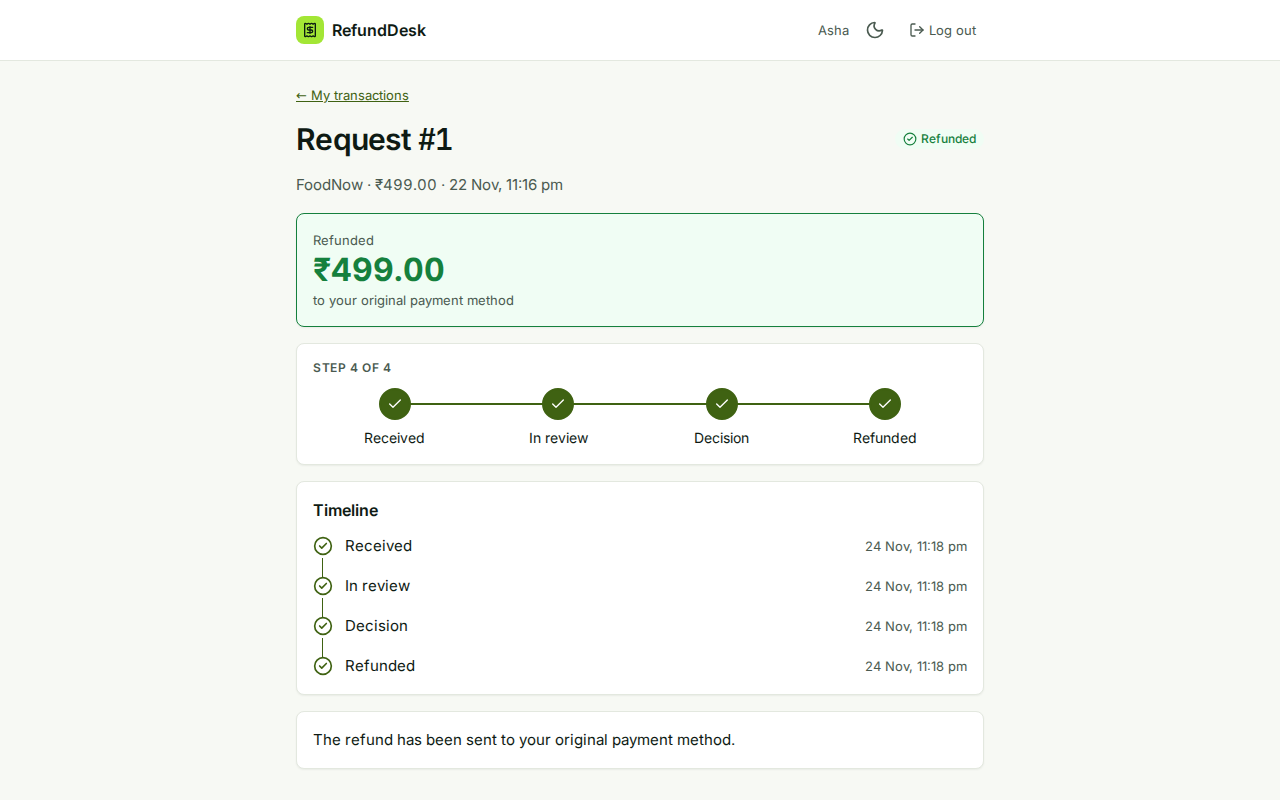 RefundDesk
Asha
Log out
← My transactions
Request #1
Refunded
FoodNow · ₹499.00 · 22 Nov, 11:16 pm
Refunded
₹499.00
to your original payment method
STEP 4 OF 4
Received
In review
Decision
Refunded
Timeline
Received 24 Nov, 11:18 pm
In review 24 Nov, 11:18 pm
Decision 24 Nov, 11:18 pm
Refunded 24 Nov, 11:18 pm
The refund has been sent to your original payment method.